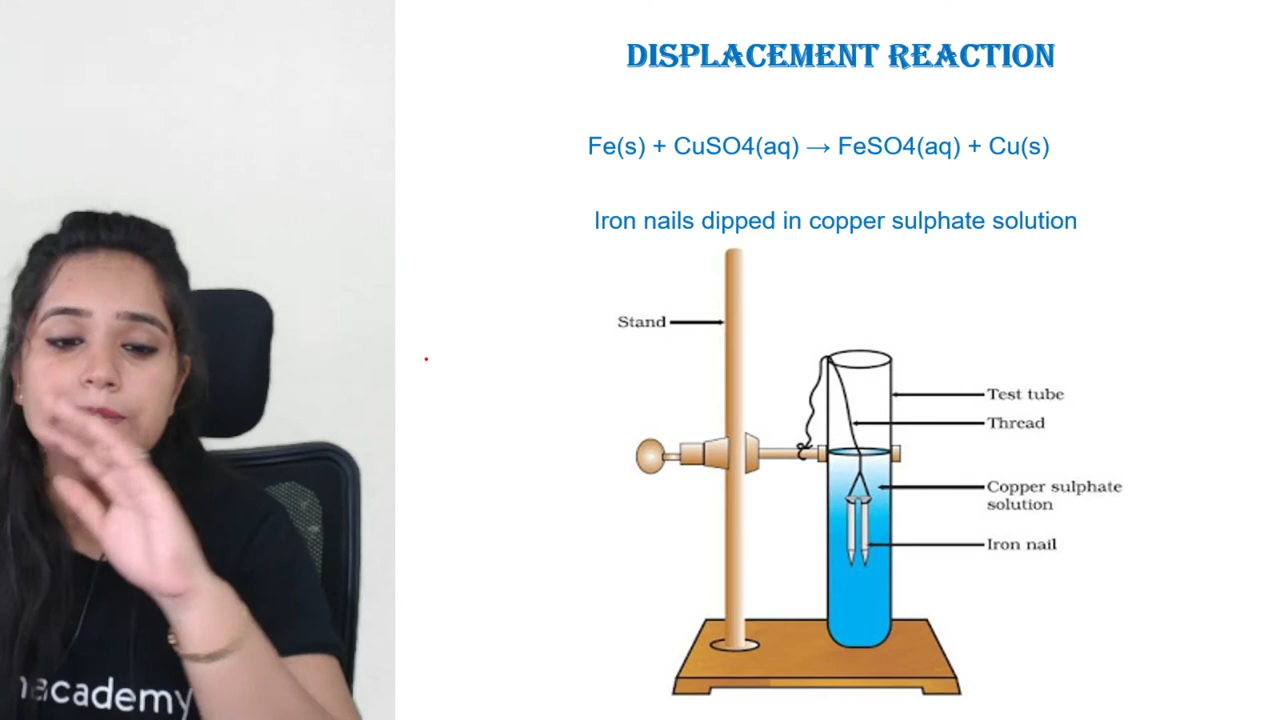 DISPLACEMENT REACTION
Fe(s) + CuSO4(aq) → FeSO4(aq) + Cu(s)
Iron nails dipped in copper sulphate solution
Stand
Test tube
Thread
Copper sulphate
solution
Iron nail
academy